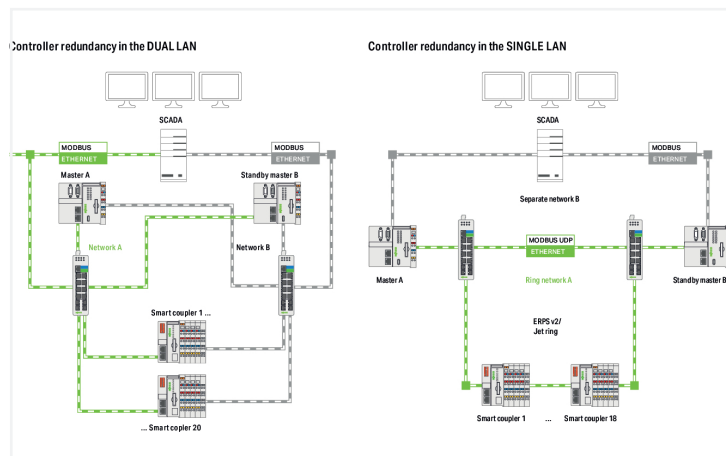 Controller redundancy in the DUAL LAN
SCADA
MODBUS
ETHERNET
MODBUS
ETHERNET
Master A
Standby master B
Network A
Network B
Smart coupler 1 ...
... Smart copler 20
Controller redundancy in the SINGLE LAN
SCADA
MODBUS
ETHERNET
Separate network B
MODBUS UDP
ETHERNET
Master A
Ring network A
Standby master B
ERPS v2/
Jet ring
Smart coupler 1 ... Smart coupler 18